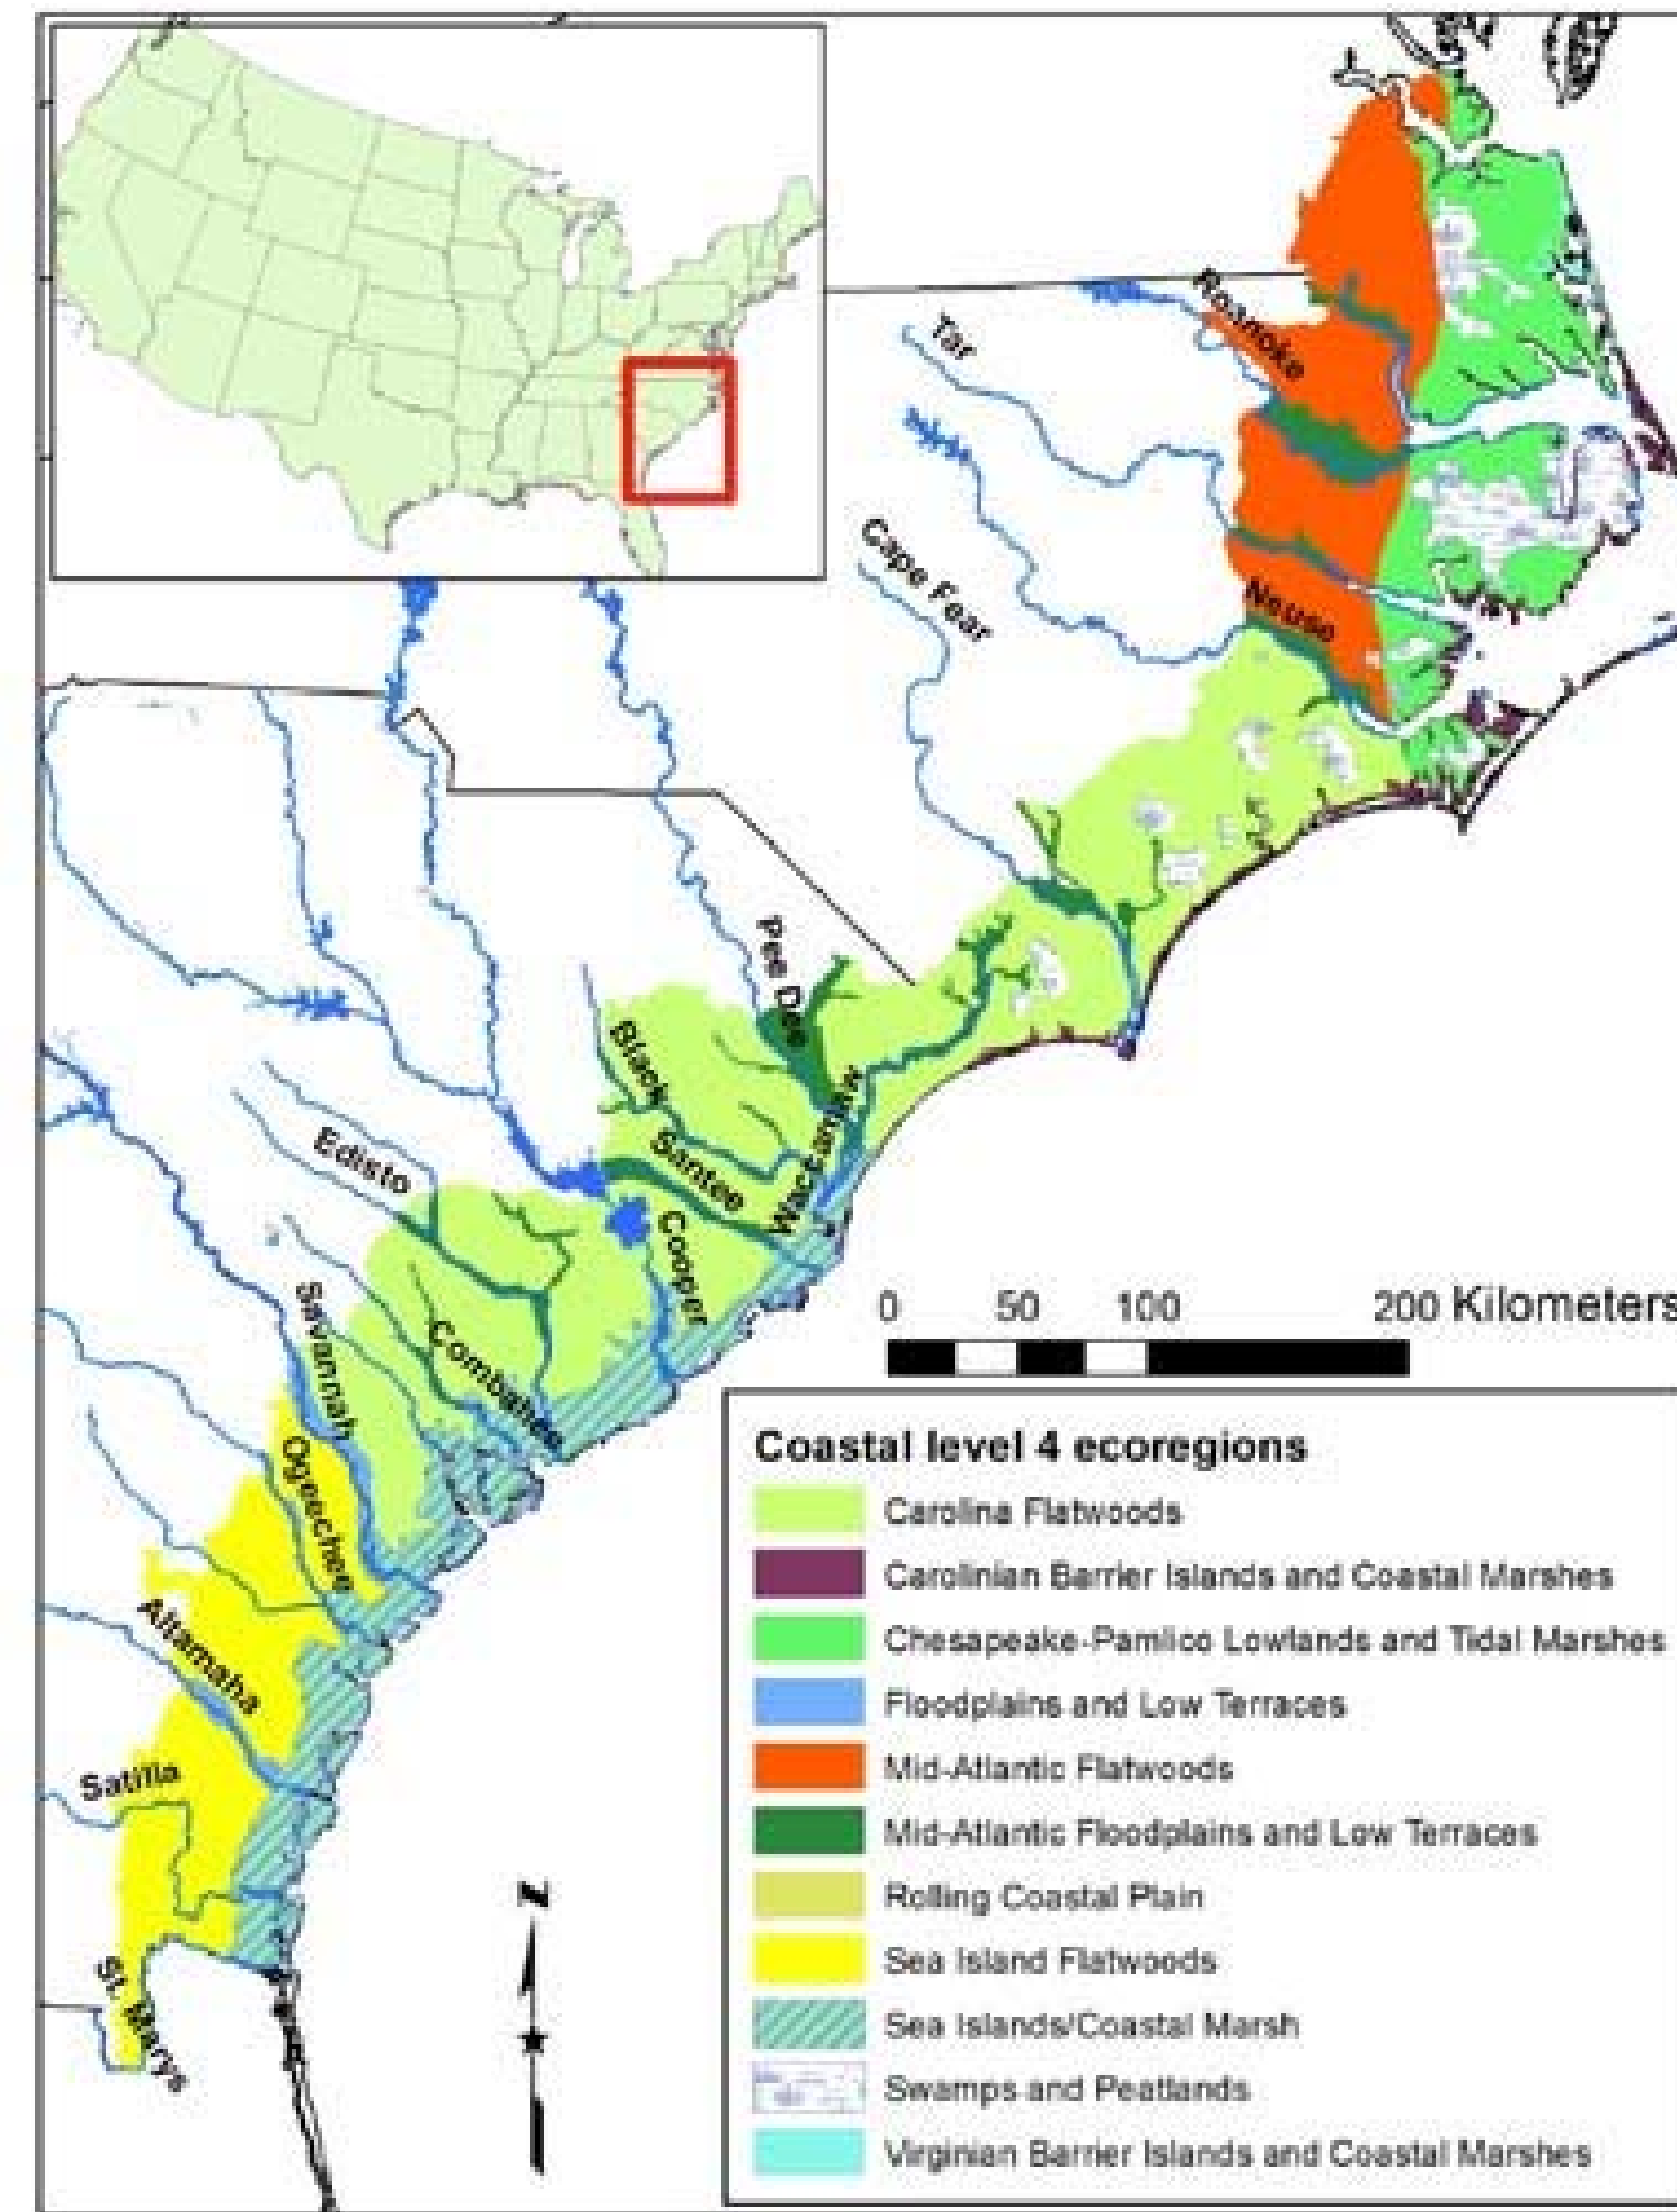 Roanoke
Tar
Cape Fear
Neuse
Pee Dee
Black
Waccamaw
Santee
Edisto
Cooper
Savannah
Combahee
Ogeechee
Altamaha
Satilla
St. Marys
0 50 100 200 Kilometers
N
Coastal level 4 ecoregions
Carolina Flatwoods
Carolinian Barrier Islands and Coastal Marshes
Chesapeake-Pamlico Lowlands and Tidal Marshes
Floodplains and Low Terraces
Mid-Atlantic Flatwoods
Mid-Atlantic Floodplains and Low Terraces
Rolling Coastal Plain
Sea Island Flatwoods
Sea Islands/Coastal Marsh
Swamps and Peatlands
Virginian Barrier Islands and Coastal Marshes